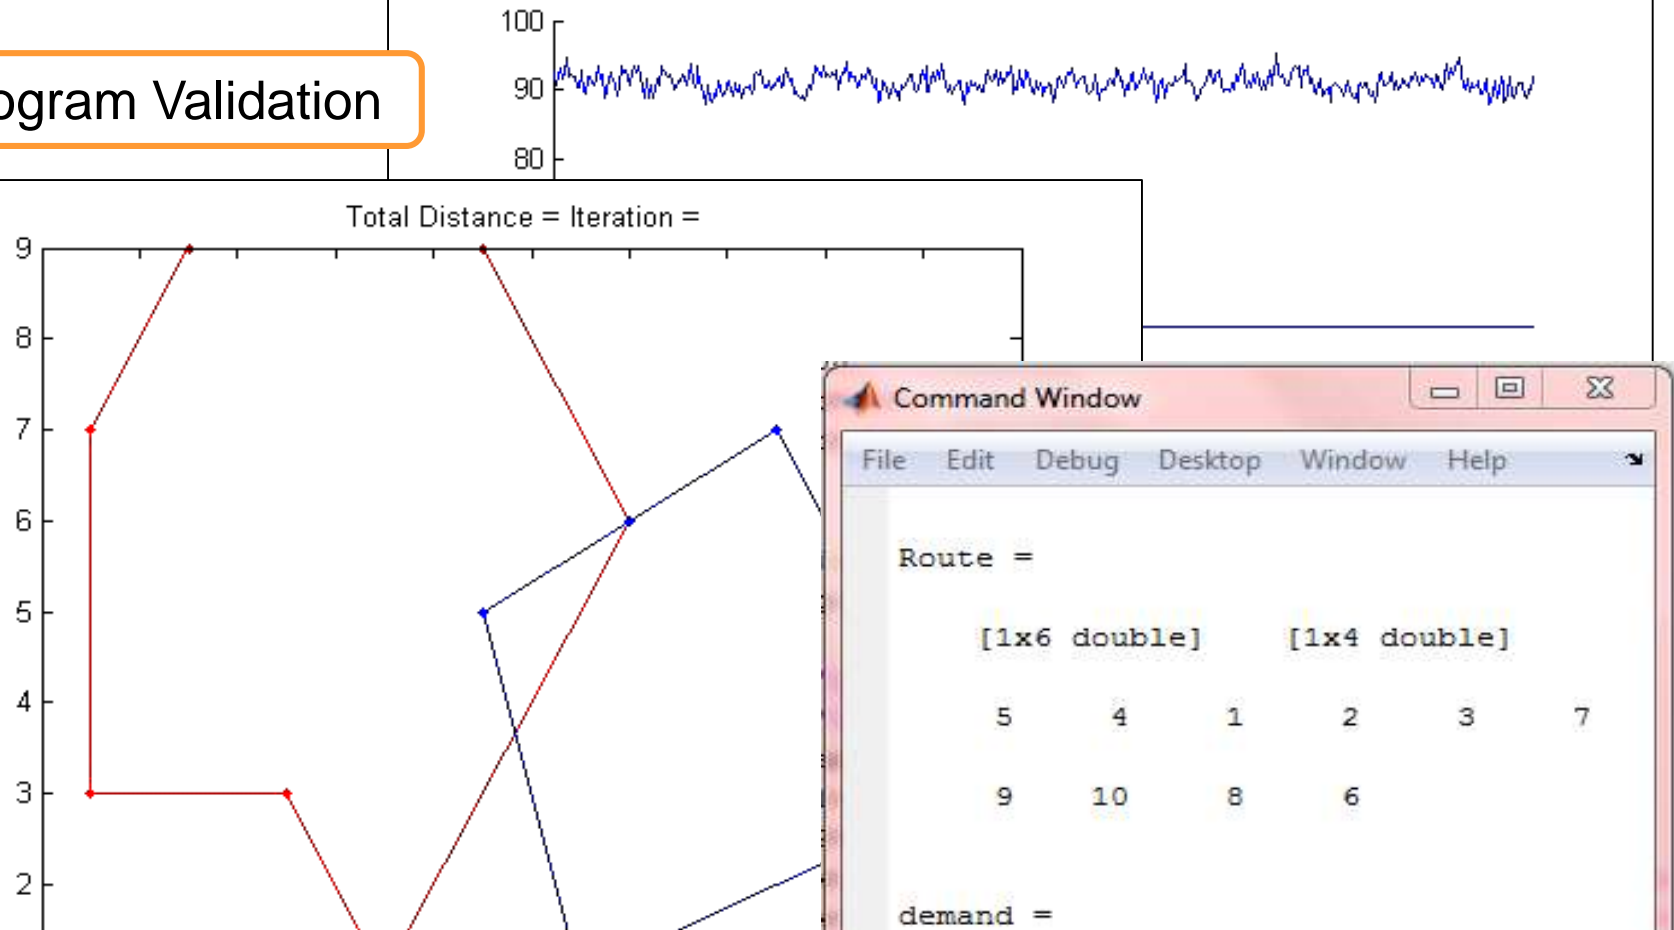 100
90
80
ogram Validation
Total Distance = Iteration =
9
8
7
6
5
4
3
2
Command Window
File Edit Debug Desktop Window Help
Route =
[1x6 double] [1x4 double]
5 4 1 2 3 7
9 10 8 6
demand =